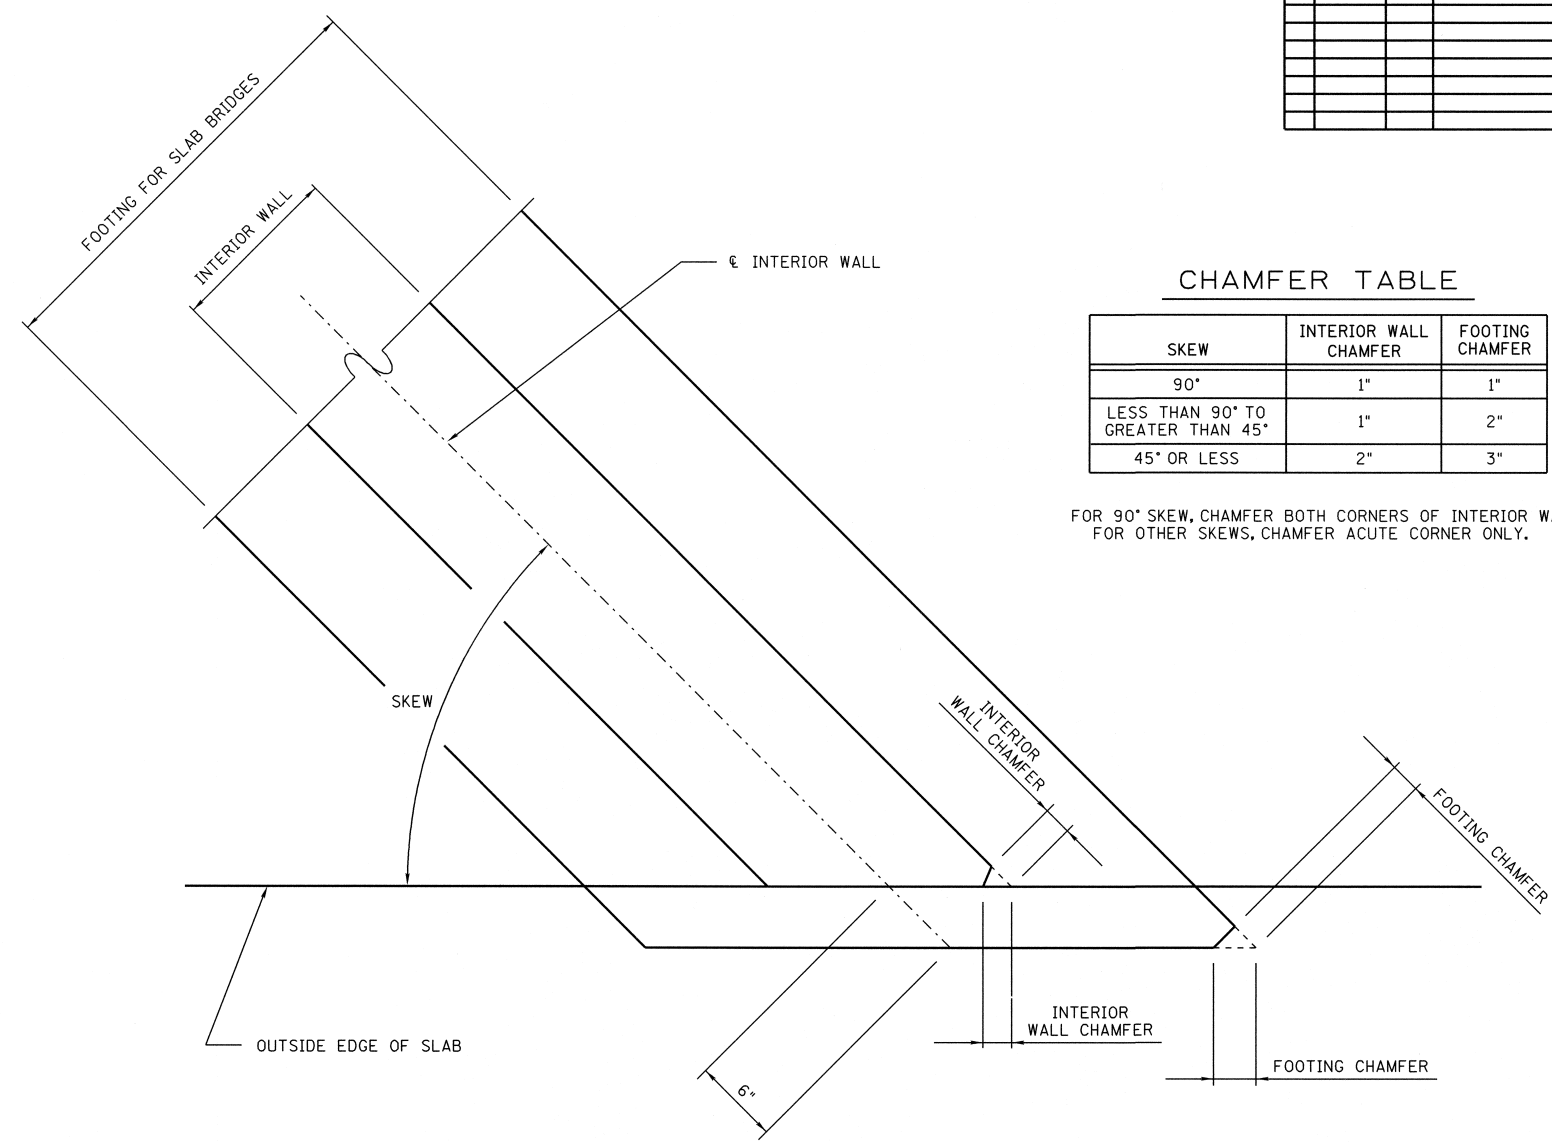 FOOTING FOR SLAB BRIDGES
INTERIOR WALL
℄ INTERIOR WALL
CHAMFER TABLE
SKEW
INTERIOR WALL
CHAMFER
FOOTING
CHAMFER
90° 1" 1"
LESS THAN 90° TO
GREATER THAN 45°
1" 2"
45° OR LESS 2" 3"
FOR 90° SKEW, CHAMFER BOTH CORNERS OF INTERIOR
FOR OTHER SKEWS, CHAMFER ACUTE CORNER ONLY.
SKEW
INTERIOR
WALL CHAMFER
FOOTING CHAMFER
INTERIOR
WALL CHAMFER
FOOTING CHAMFER
OUTSIDE EDGE OF SLAB
6"